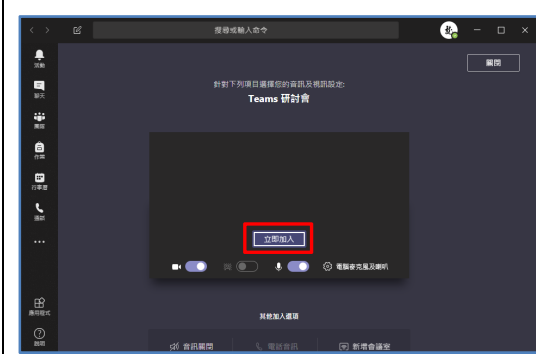 搜尋或輸入命令
活動
聊天
團隊
作業
行事曆
通話
應用程式
說明
關閉
針對下列項目選擇您的音訊及視訊設定:
Teams 研討會
立即加入
電腦麥克風及喇叭
其他加入選項
音訊關閉
電話音訊
新增會議室